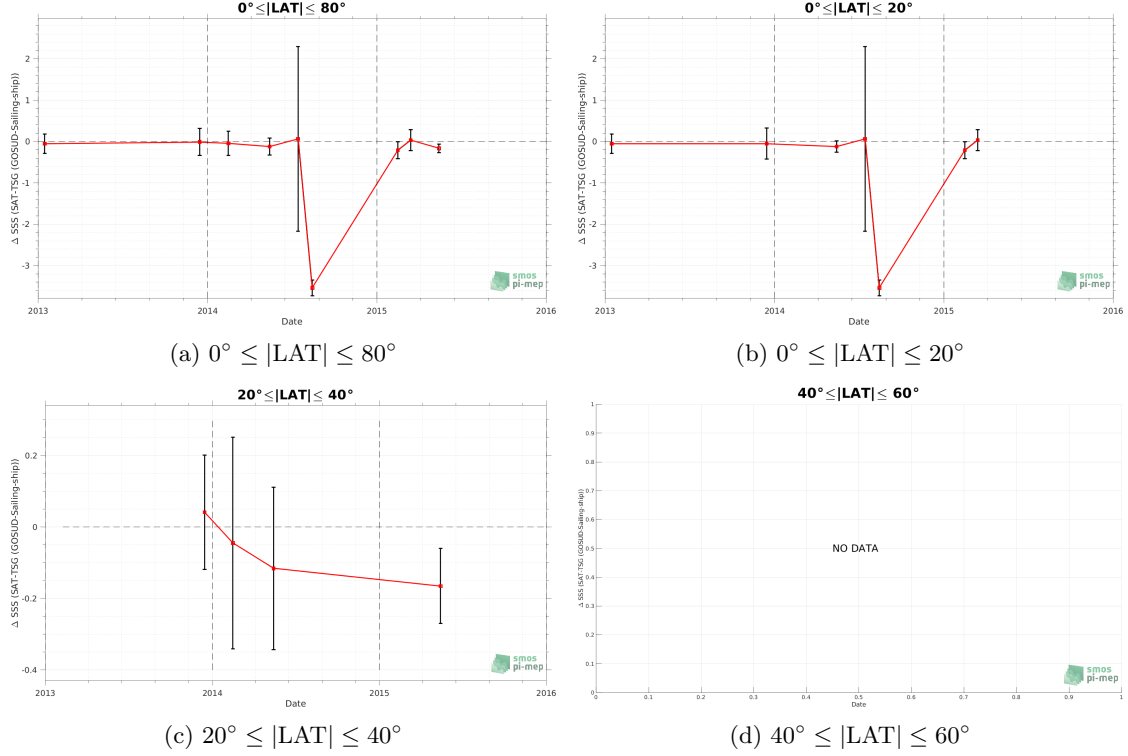 0°≤|LAT|≤ 80°
Δ SSS (SAT-TSG (GOSUD-Sailing-ship))
2
1
0
-1
-2
-3
2013
2014
2015
2016
Date
smos
pi-mep
(a) 0° ≤ |LAT| ≤ 80°
0°≤|LAT|≤ 20°
Δ SSS (SAT-TSG (GOSUD-Sailing-ship))
2
1
0
-1
-2
-3
2013
2014
2015
2016
Date
smos
pi-mep
(b) 0° ≤ |LAT| ≤ 20°
20°≤|LAT|≤ 40°
Δ SSS (SAT-TSG (GOSUD-Sailing-ship))
0.2
0
-0.2
-0.4
2013
2014
2015
2016
Date
smos
pi-mep
(c) 20° ≤ |LAT| ≤ 40°
40°≤|LAT|≤ 60°
Δ SSS (SAT-TSG (GOSUD-Sailing-ship))
1
0.9
0.8
0.7
0.6
0.5
0.4
0.3
0.2
0.1
0
NO DATA
0
0.1
0.2
0.3
0.4
0.5
0.6
0.7
0.8
0.9
1
Date
smos
pi-mep
(d) 40° ≤ |LAT| ≤ 60°